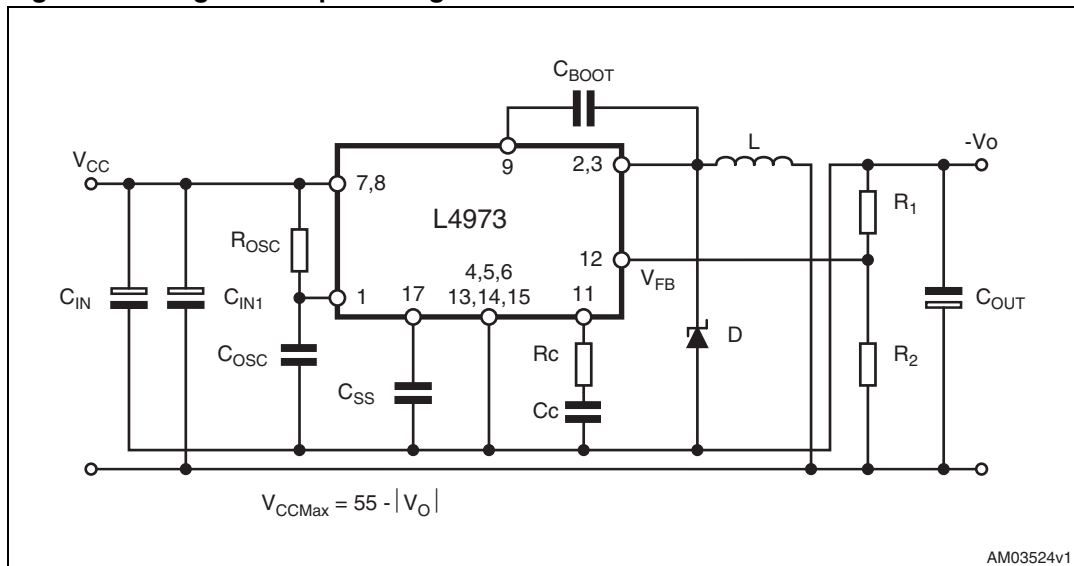 C_BOOT
L
-Vo
V_CC
9
2,3
7,8
R_1
L4973
R_OSC
12
V_FB
4,5,6
13,14,15
C_IN
C_IN1
1
17
11
C_OUT
D
C_OSC
Rc
R_2
C_SS
Cc
V_CCMax = 55 - |V_O|
AM03524v1